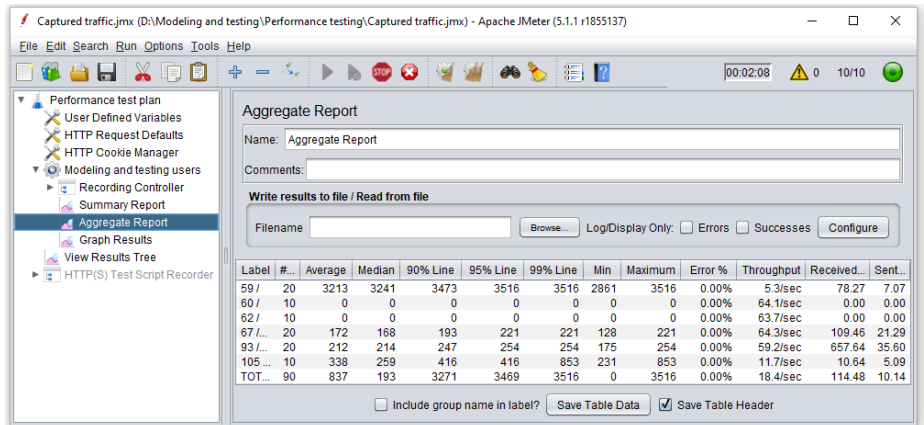 Captured traffic.jmx (D:\Modeling and testing\Performance testing\Captured traffic.jmx) - Apache JMeter (5.1.1 r1855137)
File Edit Search Run Options Tools Help
STOP 00:02:08 0 10/10
Performance test plan
User Defined Variables
HTTP Request Defaults
HTTP Cookie Manager
Modeling and testing users
Recording Controller
Summary Report
Aggregate Report
Graph Results
View Results Tree
HTTP(S) Test Script Recorder
Aggregate Report
Name: Aggregate Report
Comments:
Write results to file / Read from file
Filename Browse... Log/Display Only: Errors Successes Configure
Label #... Average Median 90% Line 95% Line 99% Line Min Maximum Error % Throughput Received... Sent...
59 / 20 3213 3241 3473 3516 3516 2861 3516 0.00% 5.3/sec 78.27 7.07
60 / 10 0 0 0 0 0 0 0 0.00% 64.1/sec 0.00 0.00
62 / 10 0 0 0 0 0 0 0 0.00% 63.7/sec 0.00 0.00
67 /... 20 172 168 193 221 221 128 221 0.00% 64.3/sec 109.46 21.29
93 /... 20 212 214 247 254 254 175 254 0.00% 59.2/sec 657.64 35.60
105 ... 10 338 259 416 416 853 231 853 0.00% 11.7/sec 10.64 5.09
TOT... 90 837 193 3271 3469 3516 0 3516 0.00% 18.4/sec 114.48 10.14
Include group name in label? Save Table Data Save Table Header